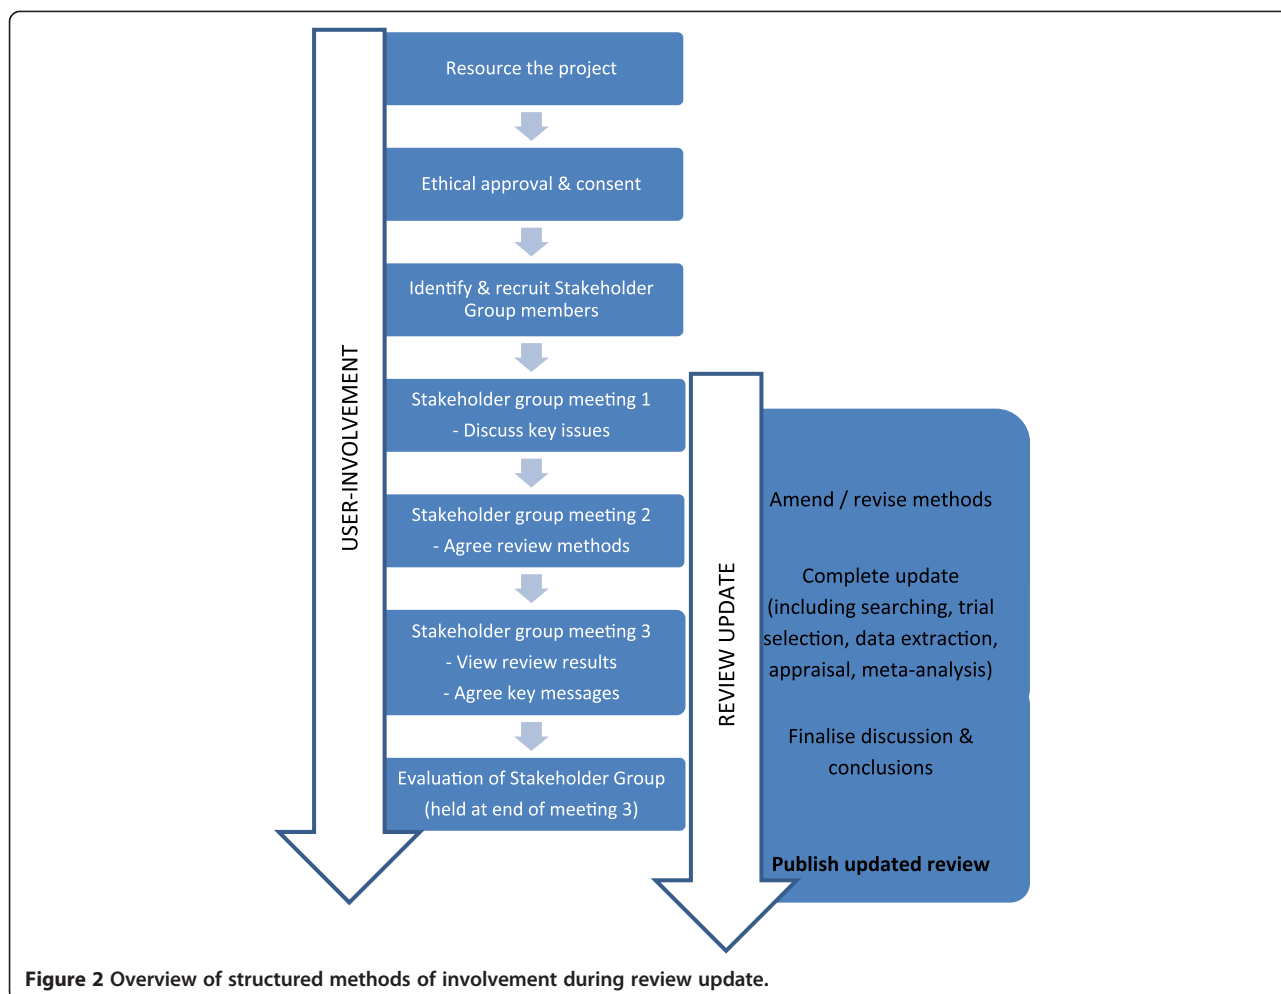 Resource the project
Ethical approval & consent
Identify & recruit Stakeholder
Group members
USER-INVOLVEMENT
Stakeholder group meeting 1
- Discuss key issues
Stakeholder group meeting 2
- Agree review methods
Stakeholder group meeting 3
- View review results
- Agree key messages
Evaluation of Stakeholder Group
(held at end of meeting 3)
REVIEW UPDATE
Amend / revise methods
Complete update
(including searching, trial
selection, data extraction,
appraisal, meta-analysis)
Finalise discussion &
conclusions
Publish updated review
Figure 2 Overview of structured methods of involvement during review update.